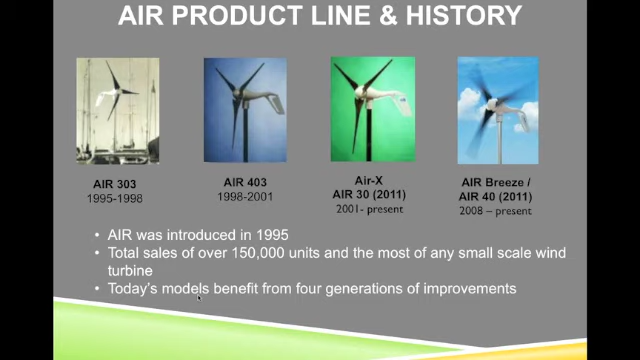 AIR PRODUCT LINE & HISTORY
AIR 303
1995-1998
AIR 403
1998-2001
Air-X
AIR 30 (2011)
2001- present
AIR Breeze /
AIR 40 (2011)
2008 – present
• AIR was introduced in 1995
• Total sales of over 150,000 units and the most of any small scale wind
turbine
• Today's models benefit from four generations of improvements